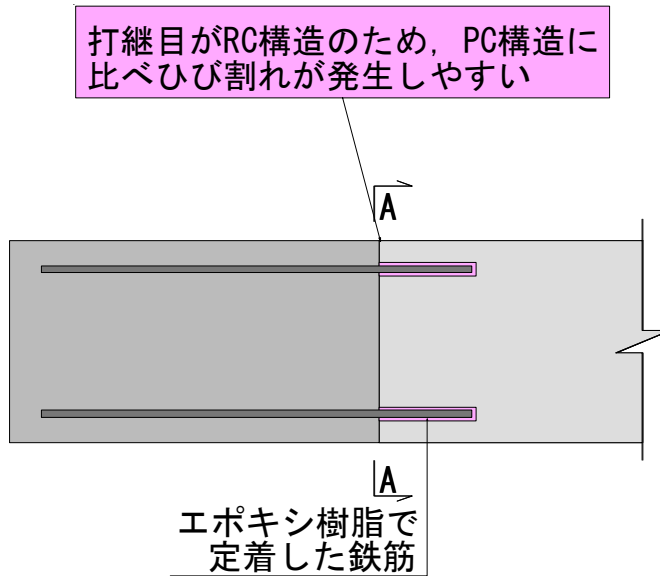 打継目がRC構造のため，PC構造に
比べひび割れが発生しやすい
A
A
エポキシ樹脂で
定着した鉄筋